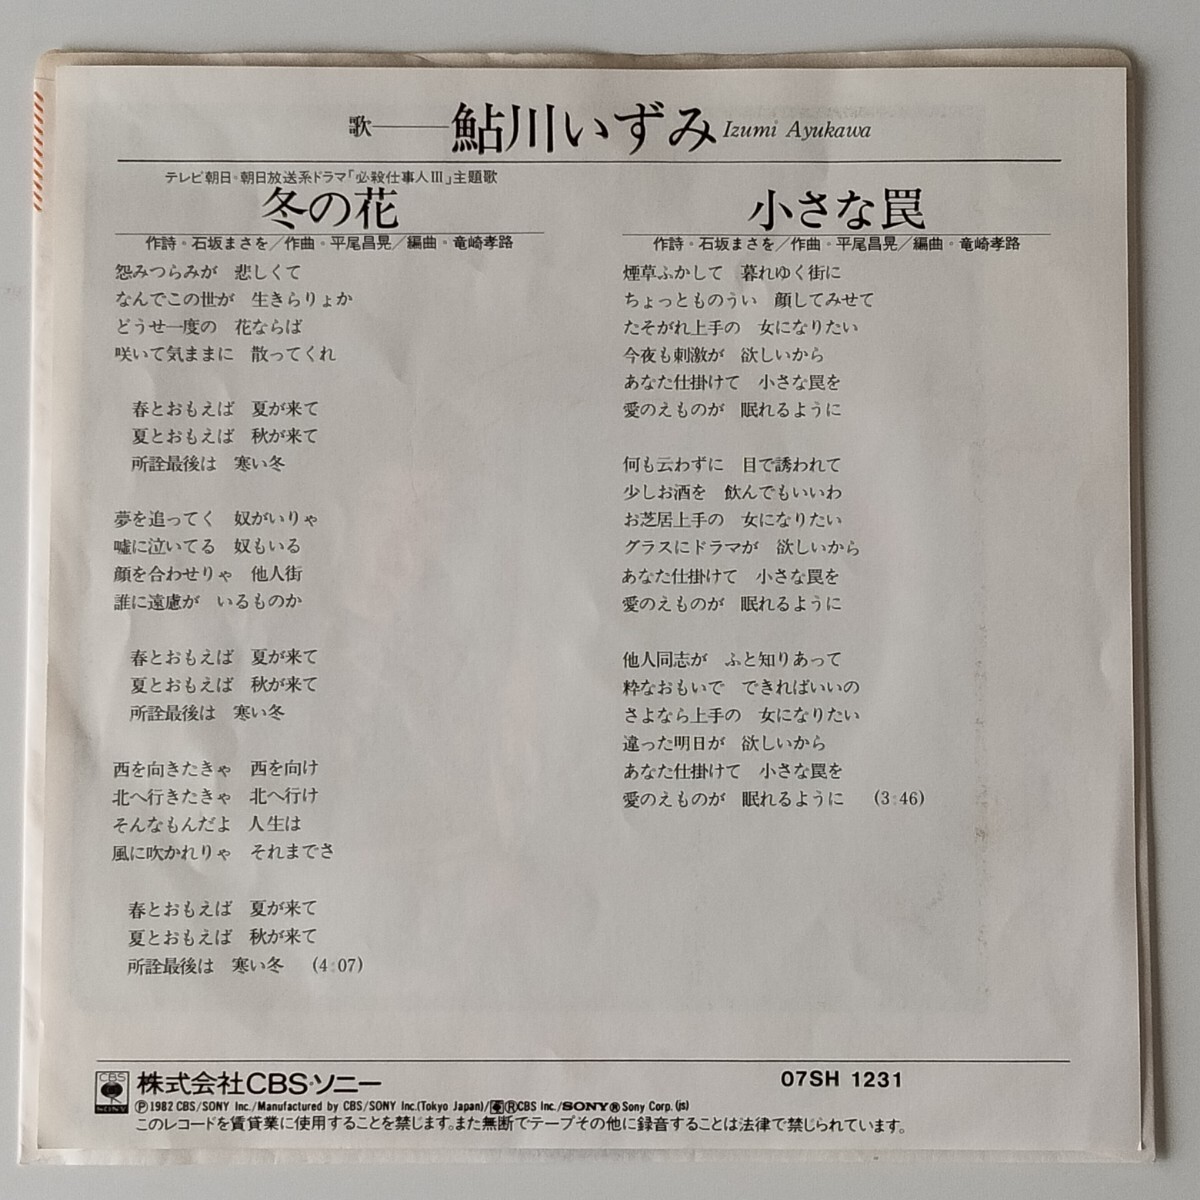 歌——鮎川いずみ Izumi Ayukawa
テレビ朝日・朝日放送系ドラマ「必殺仕事人III」主題歌
冬の花
作詩・石坂まさを／作曲・平尾昌晃／編曲・竜崎孝路
怨みつらみが　悲しくて
なんでこの世が　生きらりょか
どうせ一度の　花ならば
咲いて気ままに　散ってくれ
春とおもえば　夏が来て
夏とおもえば　秋が来て
所詮最後は　寒い冬
夢を追ってく　奴がいりゃ
嘘に泣いてる　奴もいる
顔を合わせりゃ　他人街
誰に遠慮が　いるものか
春とおもえば　夏が来て
夏とおもえば　秋が来て
所詮最後は　寒い冬
西を向きたきゃ　西を向け
北へ行きたきゃ　北へ行け
そんなもんだよ　人生は
風に吹かれりゃ　それまでさ
春とおもえば　夏が来て
夏とおもえば　秋が来て
所詮最後は　寒い冬　(4:07)
小さな罠
作詩・石坂まさを／作曲・平尾昌晃／編曲・竜崎孝路
煙草ふかして　暮れゆく街に
ちょっとものうい　顔してみせて
たそがれ上手の　女になりたい
今夜も刺激が　欲しいから
あなた仕掛けて　小さな罠を
愛のえものが　眠れるように
何も云わずに　目で誘われて
少しお酒を　飲んでもいいわ
お芝居上手の　女になりたい
グラスにドラマが　欲しいから
あなた仕掛けて　小さな罠を
愛のえものが　眠れるように
他人同志が　ふと知りあって
粋なおもいで　できればいいの
さよなら上手の　女になりたい
違った明日が　欲しいから
あなた仕掛けて　小さな罠を
愛のえものが　眠れるように　(3:46)
CBS SONY 株式会社CBS・ソニー 07SH 1231
Ⓟ1982 CBS/SONY Inc./Manufactured by CBS/SONY Inc.(Tokyo Japan)/ⓇCBS Inc./SONY®Sony Corp. (js)
このレコードを賃貸業に使用することを禁じます。また無断でテープその他に録音することは法律で禁じられています。